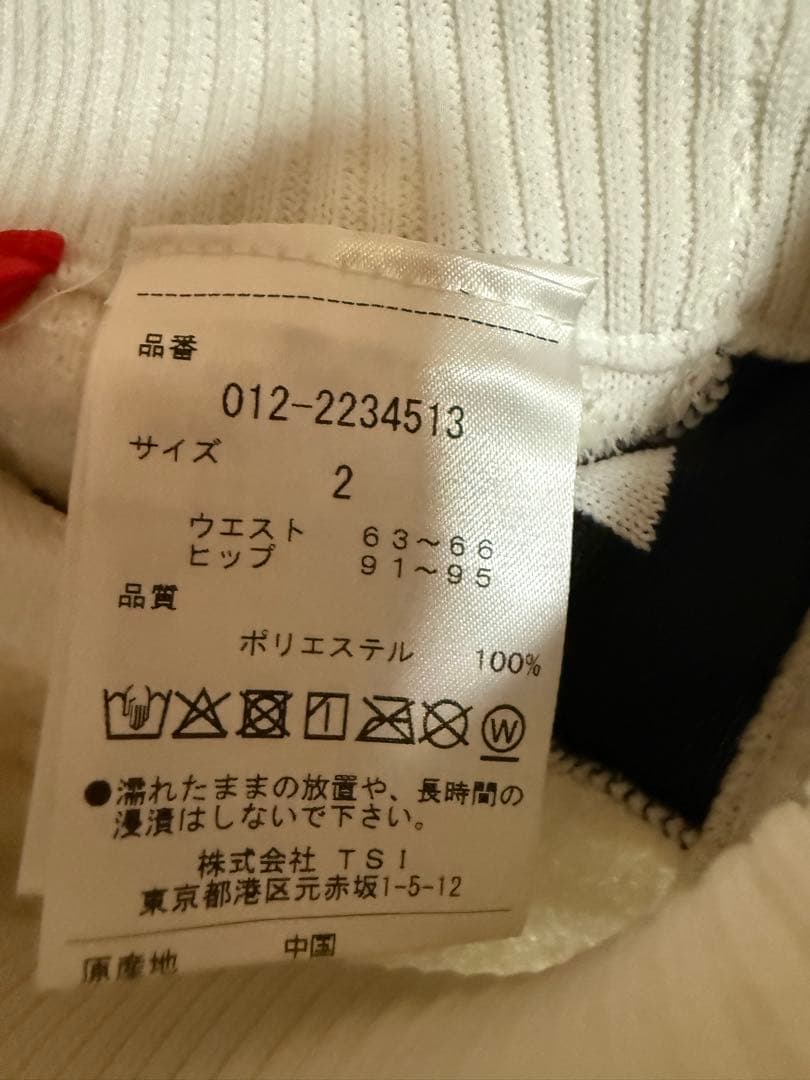 品番
012-2234513
サイズ
2
ウエスト 63～66
ヒップ 91～95
品質
ポリエステル 100%
W
●濡れたままの放置や、長時間の
浸漬はしないで下さい。
株式会社 TSI
東京都港区元赤坂1-5-12
原産地 中国